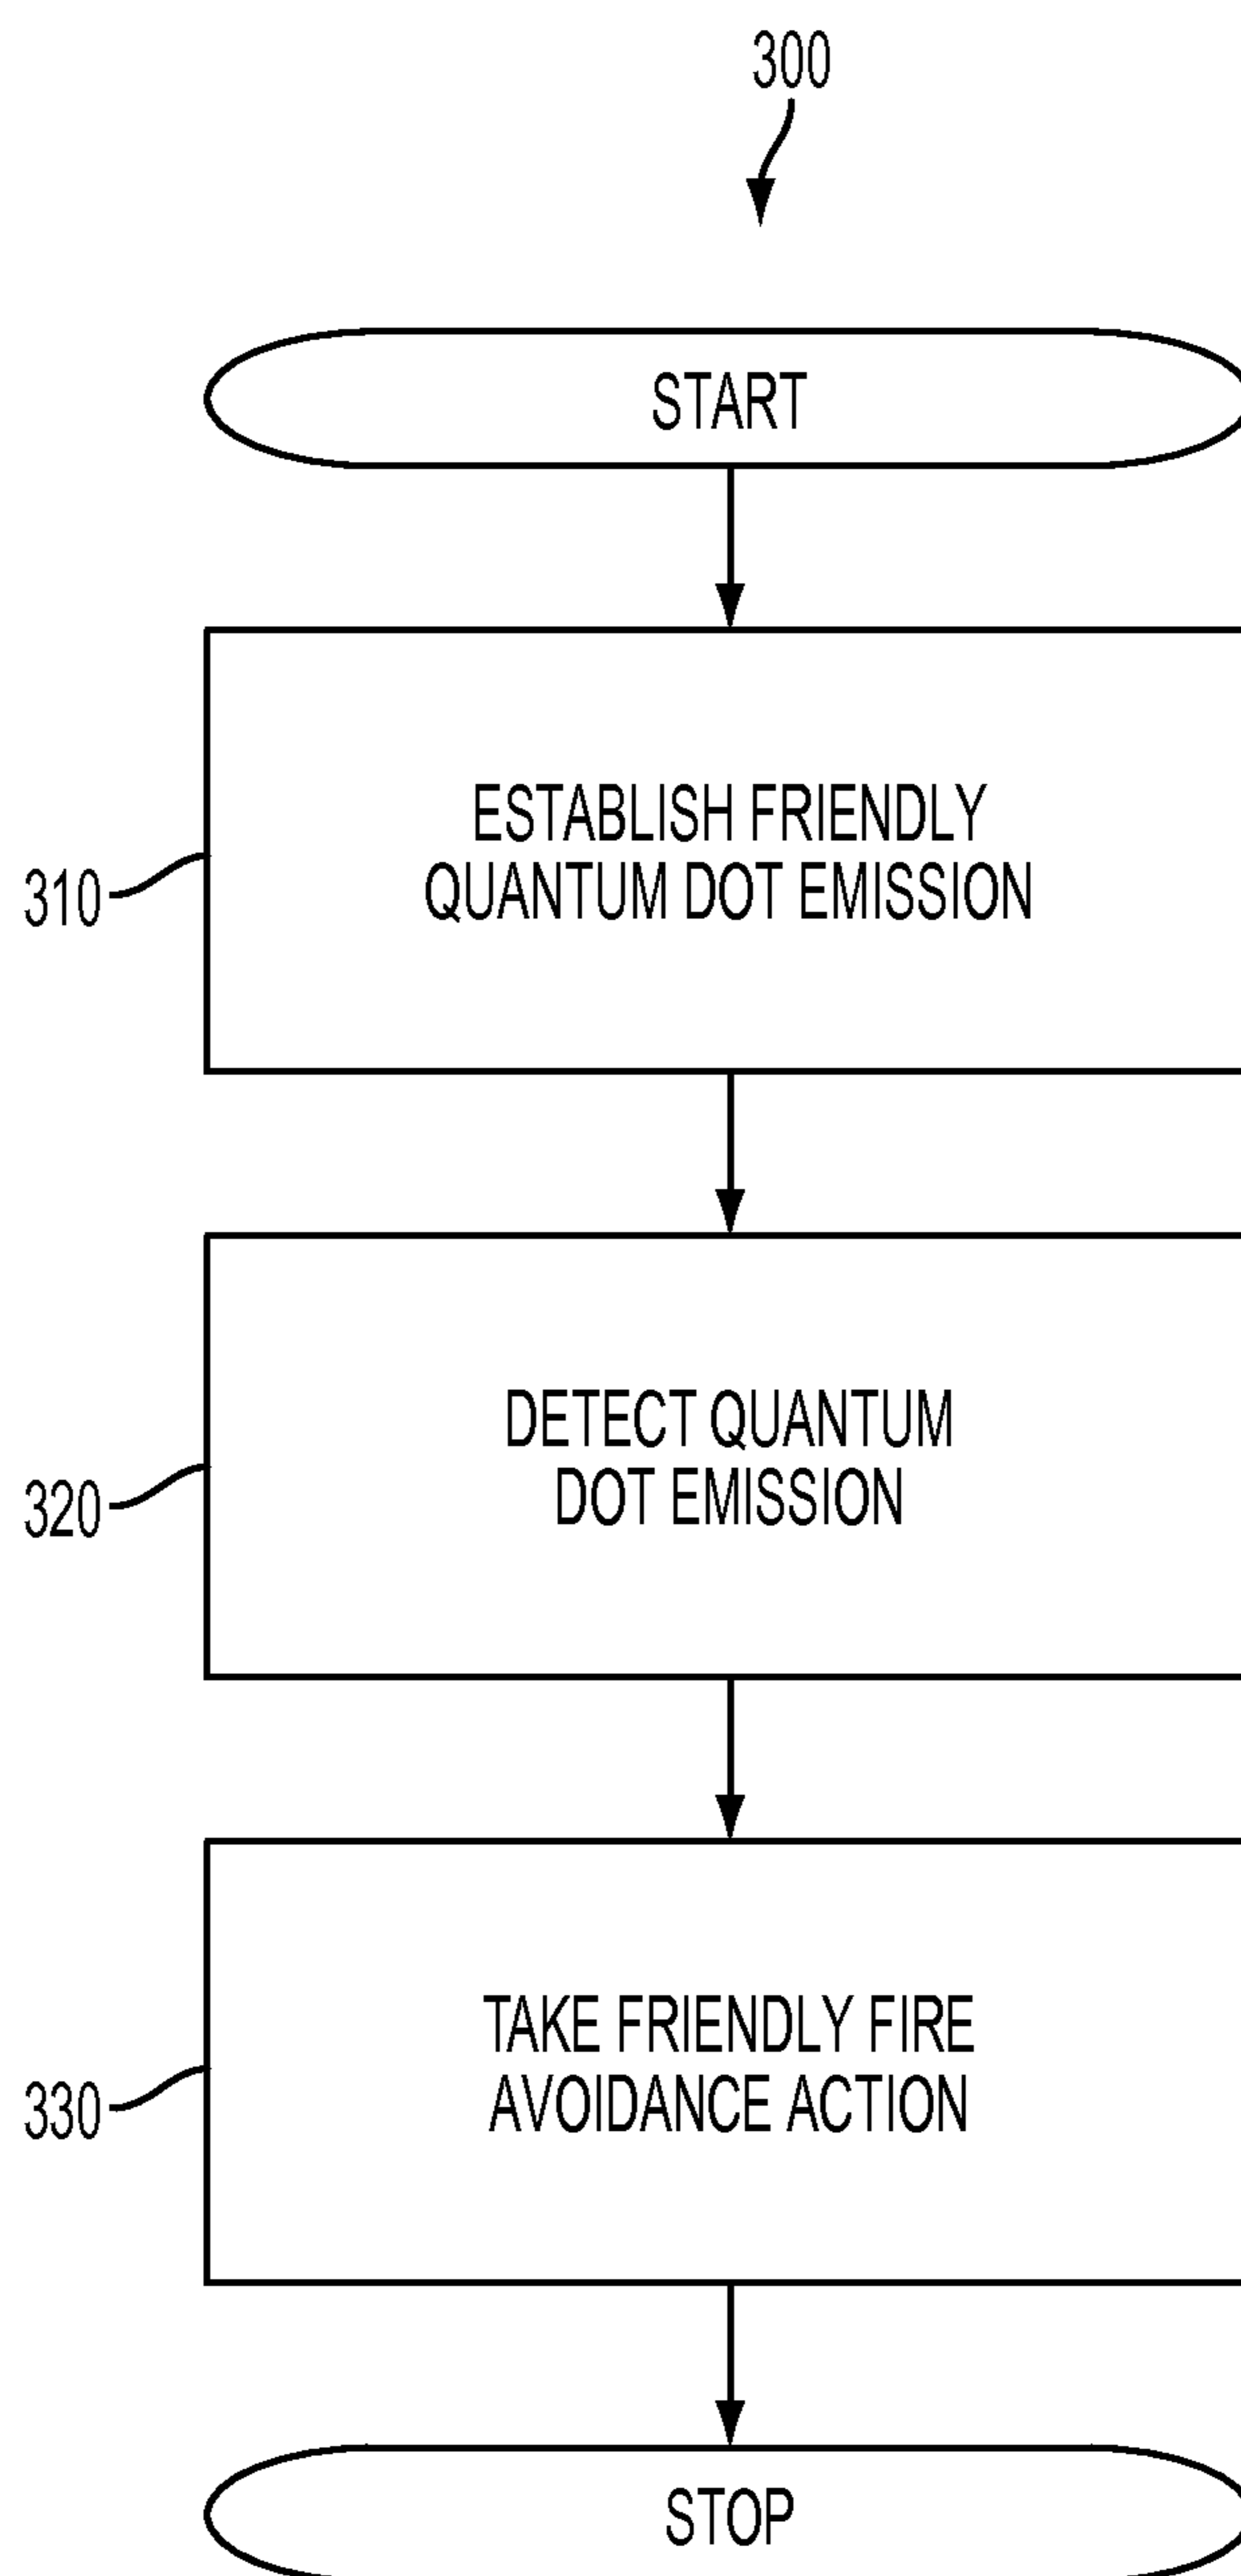 300
START
310
ESTABLISH FRIENDLY
QUANTUM DOT EMISSION
320
DETECT QUANTUM
DOT EMISSION
330
TAKE FRIENDLY FIRE
AVOIDANCE ACTION
STOP